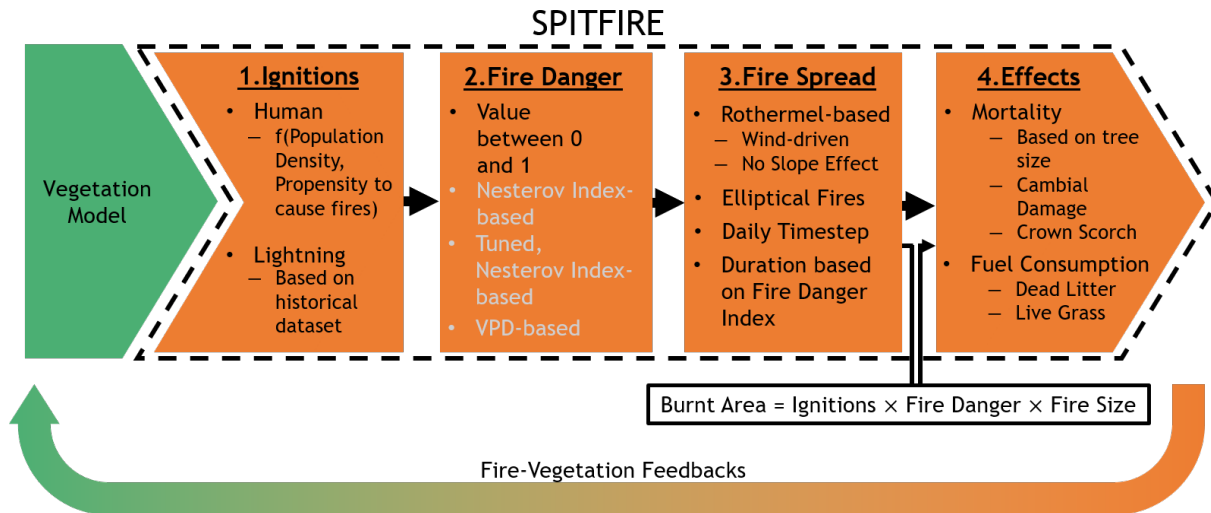 SPITFIRE
Vegetation
Model
1.Ignitions
• Human
– f(Population
Density,
Propensity to
cause fires)
• Lightning
– Based on
historical
dataset
2.Fire Danger
• Value
between 0
and 1
• Nesterov Index-
based
• Tuned,
Nesterov Index-
based
• VPD-based
3.Fire Spread
• Rothermel-based
– Wind-driven
– No Slope Effect
• Elliptical Fires
• Daily Timestep
• Duration based
on Fire Danger
Index
4.Effects
• Mortality
– Based on tree
size
– Cambial
Damage
– Crown Scorch
• Fuel Consumption
– Dead Litter
– Live Grass
Burnt Area = Ignitions × Fire Danger × Fire Size
Fire-Vegetation Feedbacks